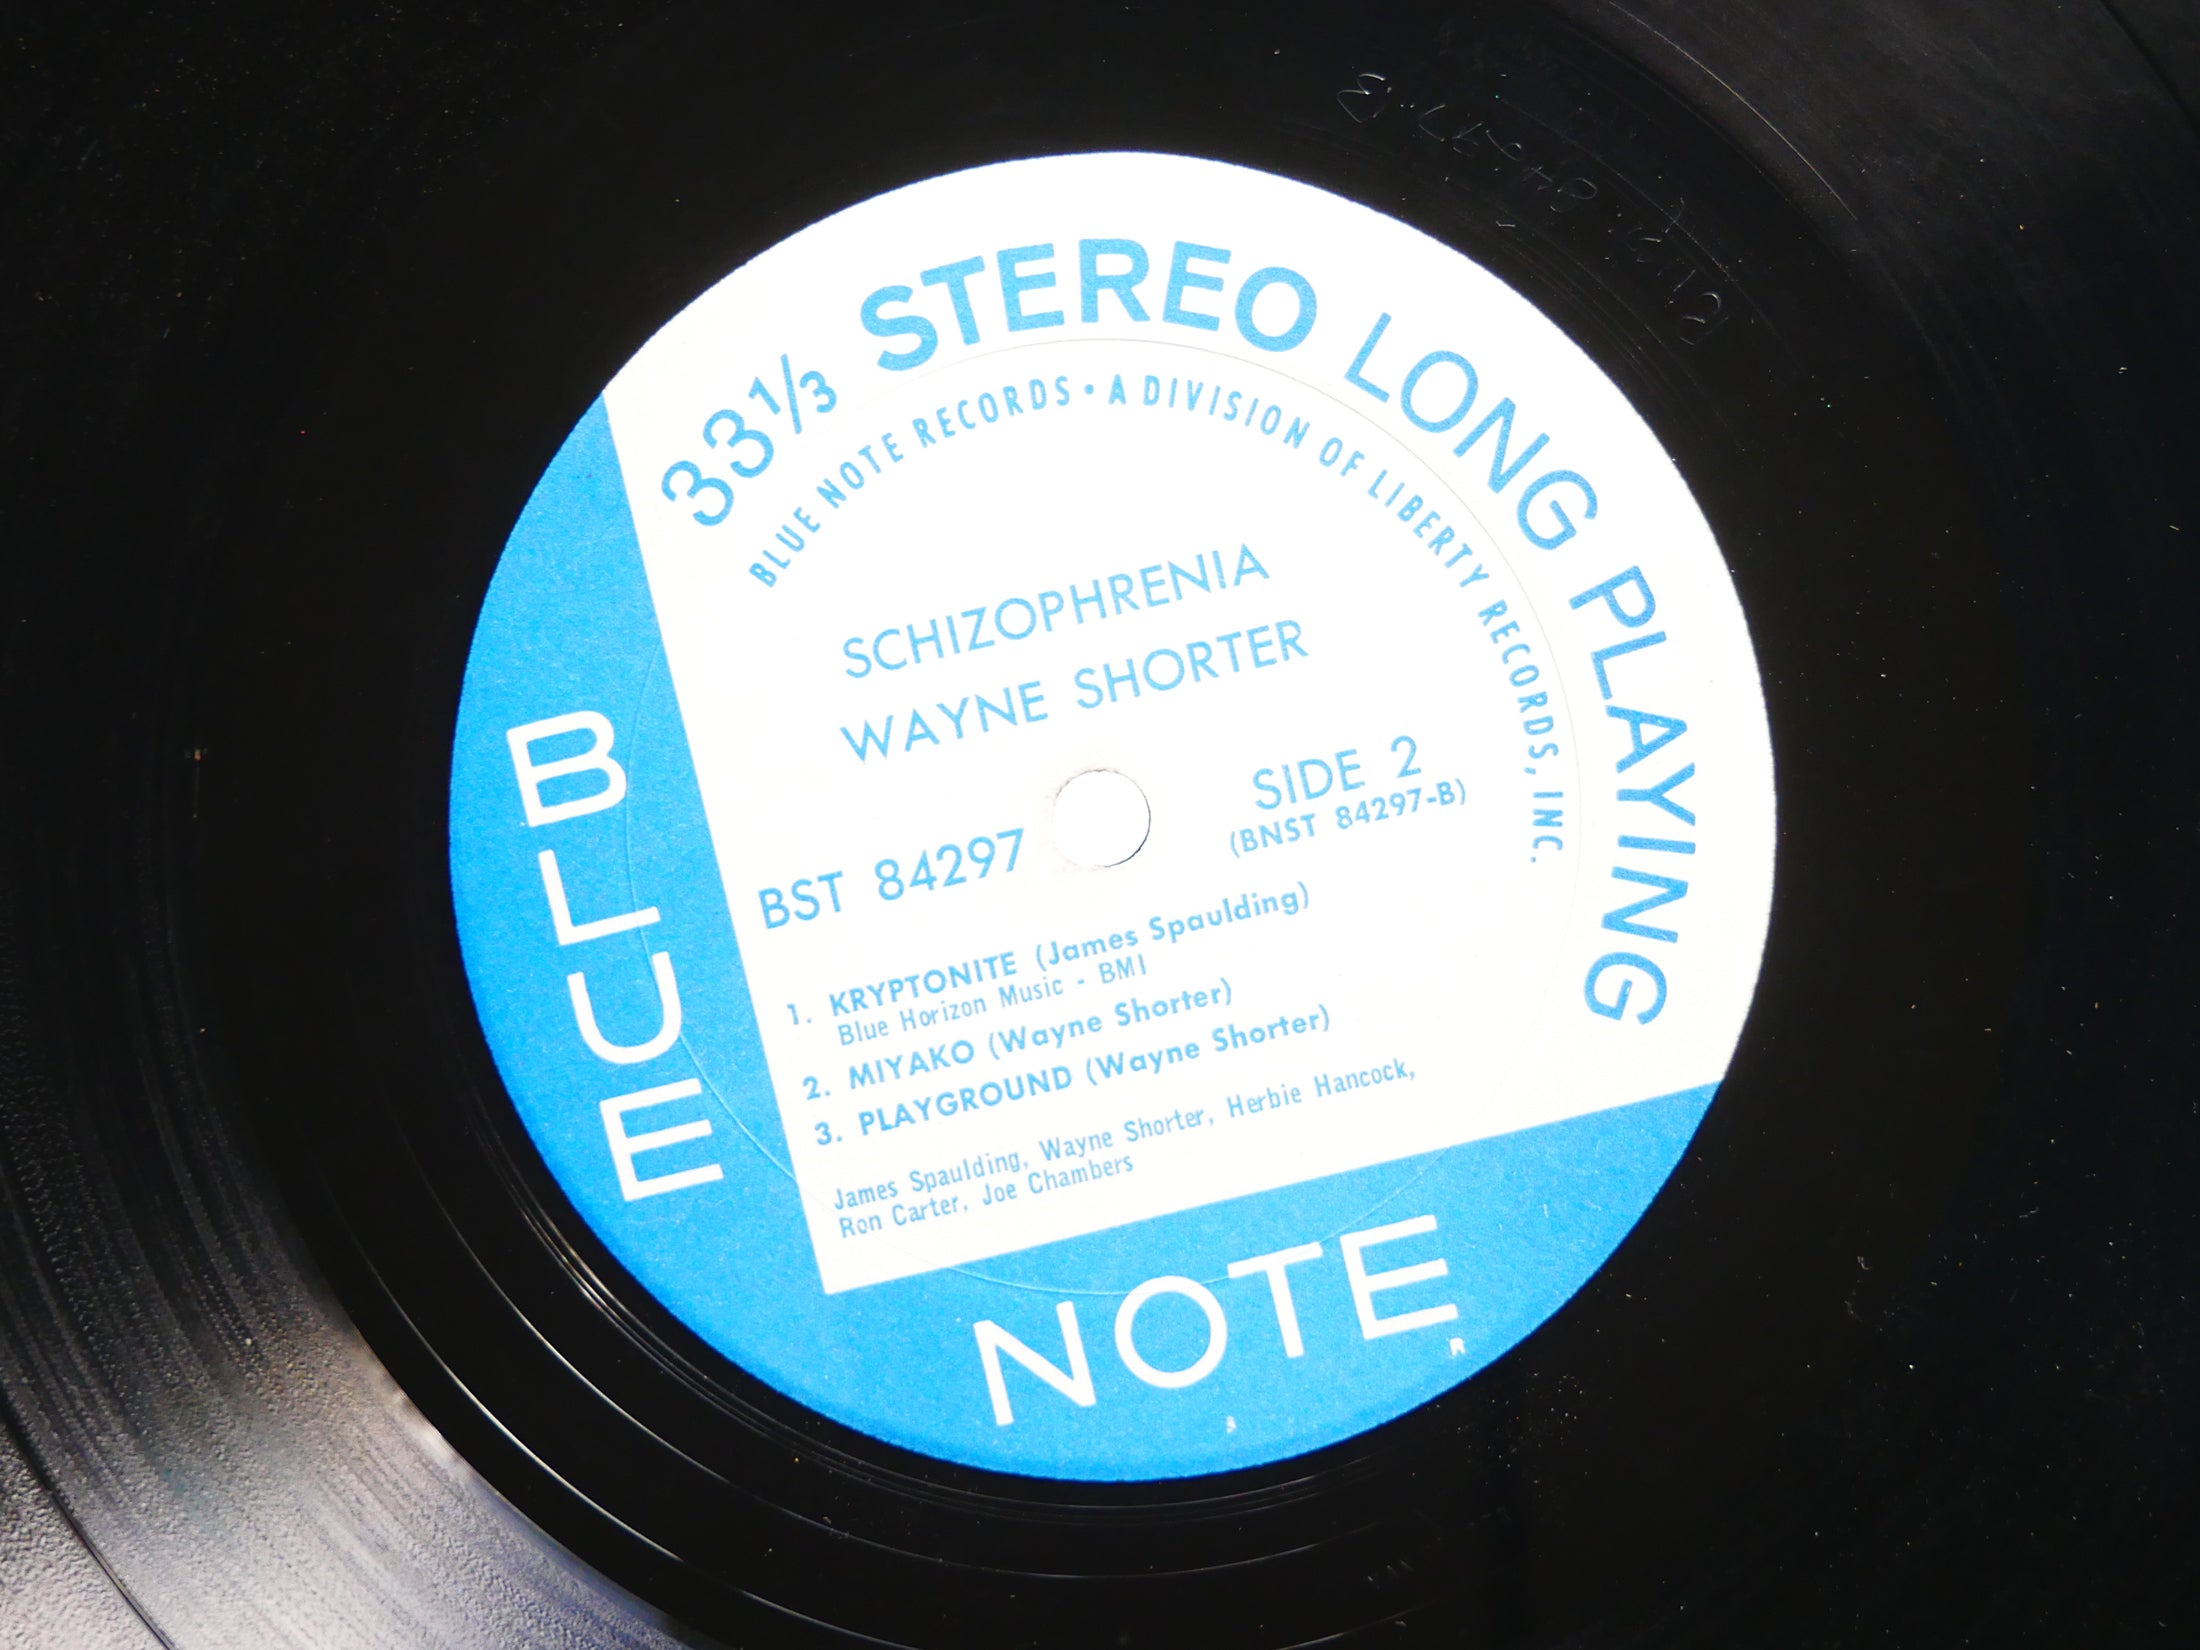 33⅓ STEREO LONG PLAYING
BLUE NOTE RECORDS • A DIVISION OF LIBERTY RECORDS, INC.
SCHIZOPHRENIA
WAYNE SHORTER
SIDE 2
BST 84297
(BNST 84297-B)
1. KRYPTONITE (James Spaulding)
Blue Horizon Music - BMI
2. MIYAKO (Wayne Shorter)
3. PLAYGROUND (Wayne Shorter)
James Spaulding, Wayne Shorter, Herbie Hancock,
Ron Carter, Joe Chambers
BLUE
NOTE
R